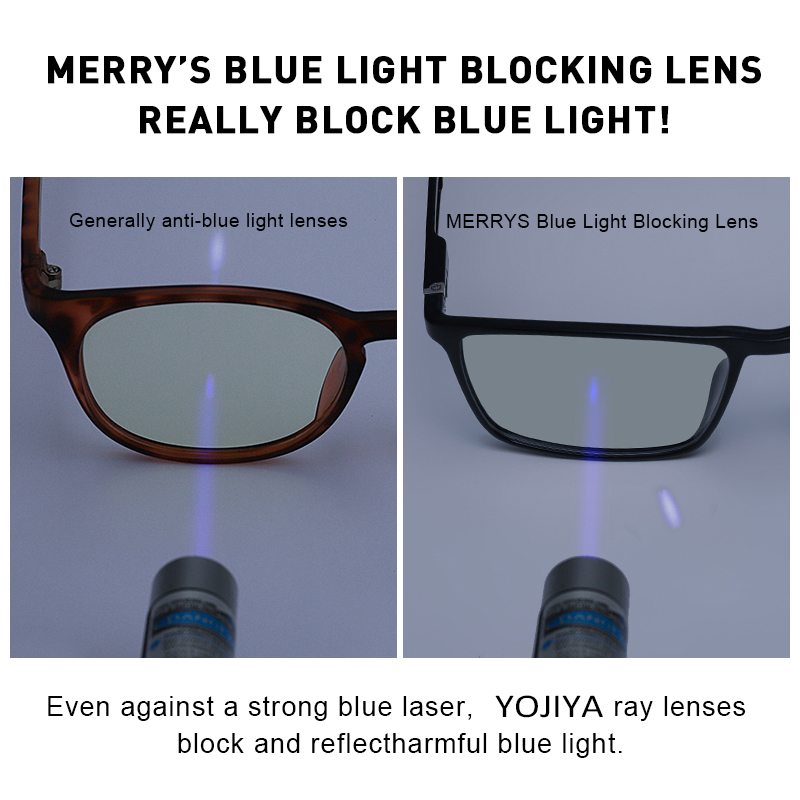 MERRY'S BLUE LIGHT BLOCKING LENS
REALLY BLOCK BLUE LIGHT!
Generally anti-blue light lenses
MERRYS Blue Light Blocking Lens
Even against a strong blue laser, YOJIYA ray lenses
block and reflectharmful blue light.